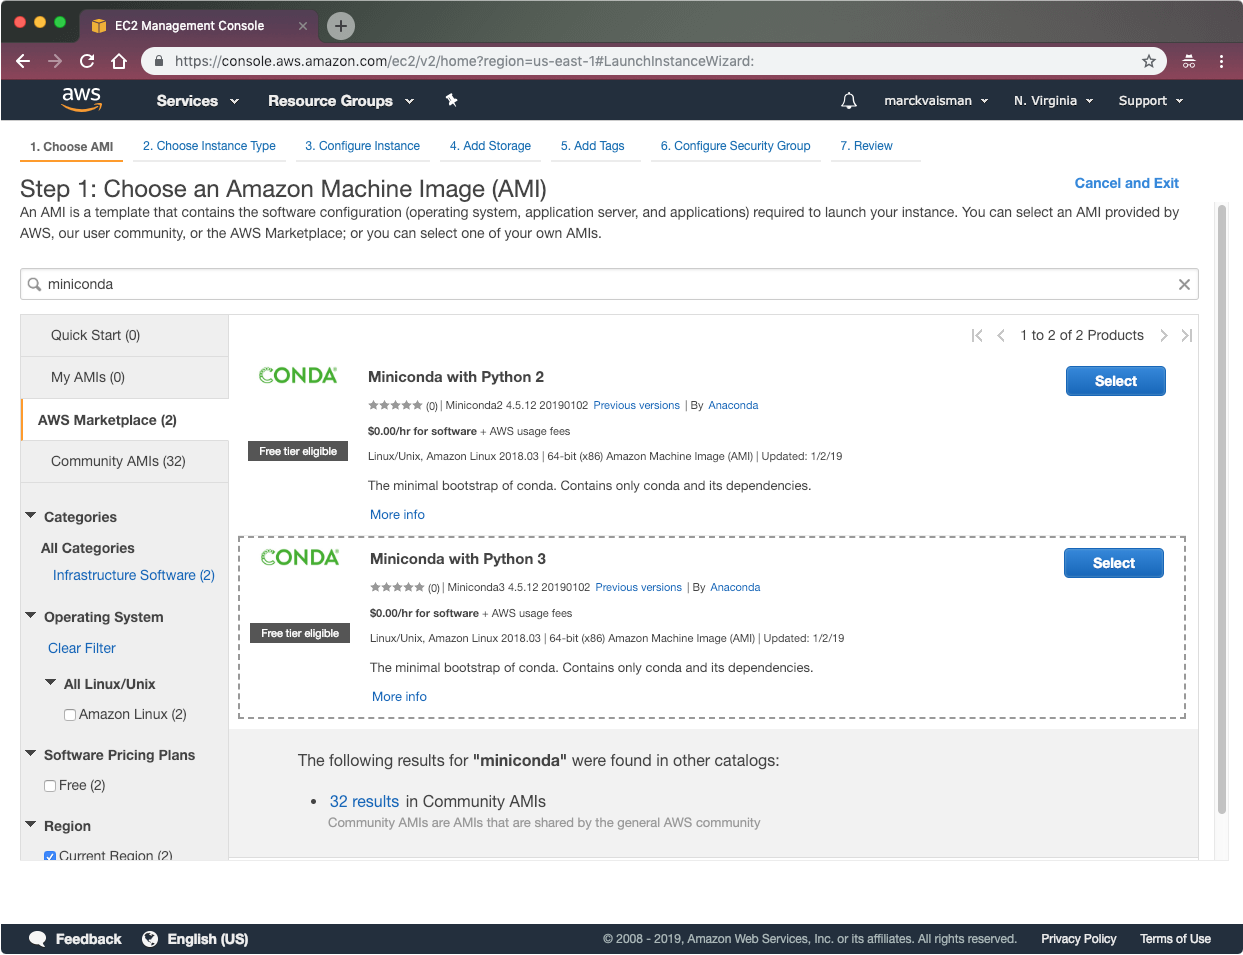 EC2 Management Console
https://console.aws.amazon.com/ec2/v2/home?region=us-east-1#LaunchInstanceWizard:
aws Services Resource Groups marckvaisman N. Virginia Support
1. Choose AMI 2. Choose Instance Type 3. Configure Instance 4. Add Storage 5. Add Tags 6. Configure Security Group 7. Review
Step 1: Choose an Amazon Machine Image (AMI)
Cancel and Exit
An AMI is a template that contains the software configuration (operating system, application server, and applications) required to launch your instance. You can select an AMI provided by
AWS, our user community, or the AWS Marketplace; or you can select one of your own AMIs.
miniconda
Quick Start (0)
My AMIs (0)
AWS Marketplace (2)
Community AMIs (32)
Categories
All Categories
Infrastructure Software (2)
Operating System
Clear Filter
All Linux/Unix
Amazon Linux (2)
Software Pricing Plans
Free (2)
Region
Current Region (2)
1 to 2 of 2 Products
CONDA
Free tier eligible
Miniconda with Python 2
Select
(0) | Miniconda2 4.5.12 20190102 Previous versions | By Anaconda
$0.00/hr for software + AWS usage fees
Linux/Unix, Amazon Linux 2018.03 | 64-bit (x86) Amazon Machine Image (AMI) | Updated: 1/2/19
The minimal bootstrap of conda. Contains only conda and its dependencies.
More info
CONDA
Free tier eligible
Miniconda with Python 3
Select
(0) | Miniconda3 4.5.12 20190102 Previous versions | By Anaconda
$0.00/hr for software + AWS usage fees
Linux/Unix, Amazon Linux 2018.03 | 64-bit (x86) Amazon Machine Image (AMI) | Updated: 1/2/19
The minimal bootstrap of conda. Contains only conda and its dependencies.
More info
The following results for "miniconda" were found in other catalogs:
• 32 results in Community AMIs
Community AMIs are AMIs that are shared by the general AWS community
Feedback English (US) © 2008 - 2019, Amazon Web Services, Inc. or its affiliates. All rights reserved. Privacy Policy Terms of Use